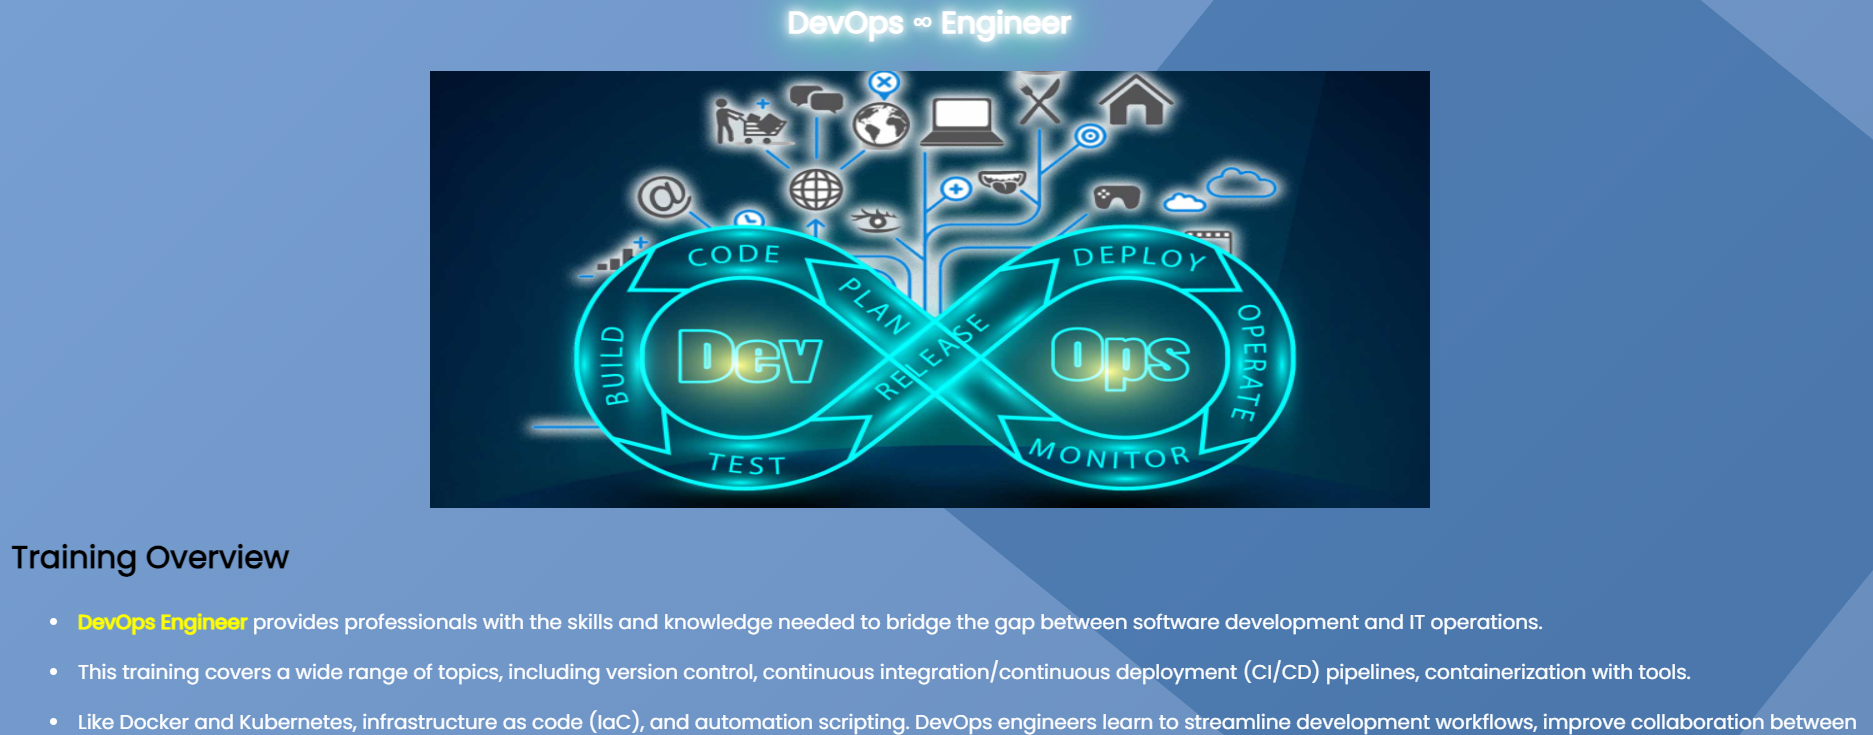 DevOps ∞ Engineer
CODE
DEPLOY
PLAN
RELEASE
OPERATE
BUILD
Dev
Ops
TEST
MONITOR
Training Overview
• DevOps Engineer provides professionals with the skills and knowledge needed to bridge the gap between software development and IT operations.
• This training covers a wide range of topics, including version control, continuous integration/continuous deployment (CI/CD) pipelines, containerization with tools.
• Like Docker and Kubernetes, infrastructure as code (IaC), and automation scripting. DevOps engineers learn to streamline development workflows, improve collaboration between